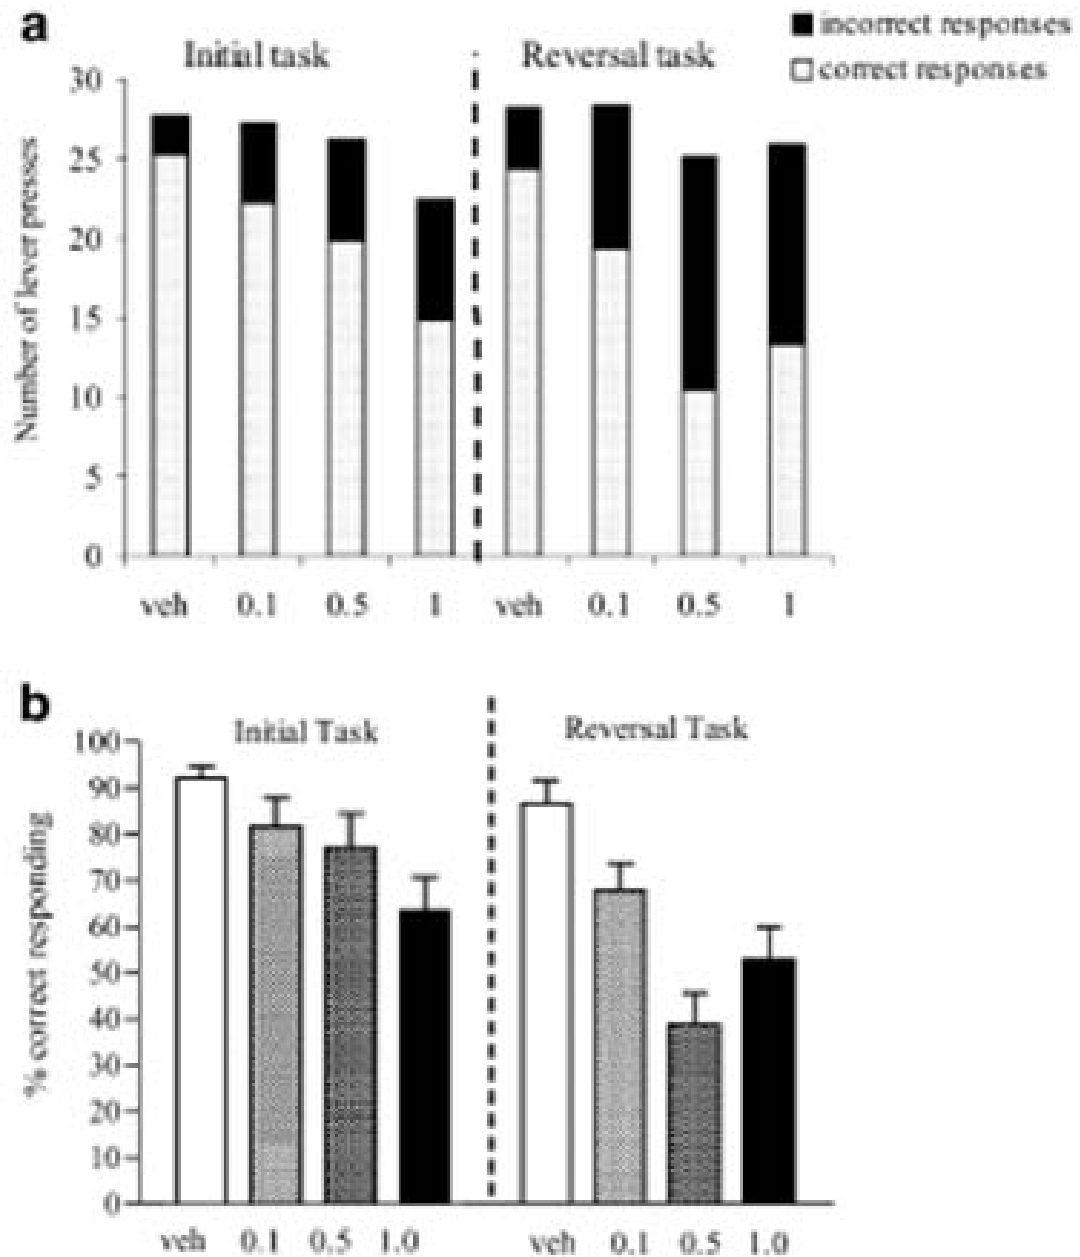 a
Initial task
Reversal task
incorrect responses
correct responses
Number of lever presses
30
25
20
15
10
5
0
veh 0.1 0.5 1 veh 0.1 0.5 1
b
Initial Task
Reversal Task
% correct responding
100
90
80
70
60
50
40
30
20
10
0
veh 0.1 0.5 1.0 veh 0.1 0.5 1.0